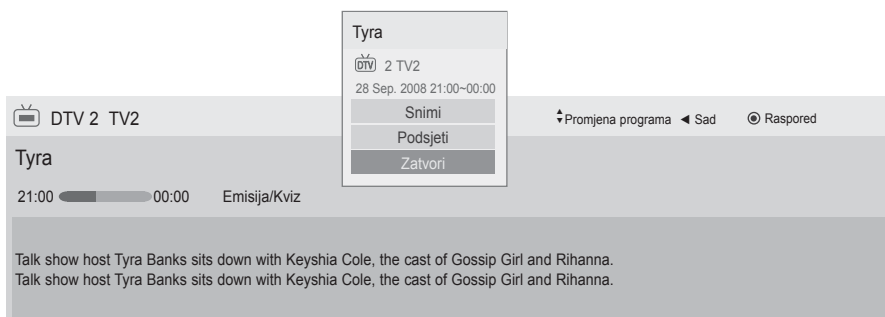 Tyra
DTV 2 TV2
28 Sep. 2008 21:00~00:00
Snimi
Podsjeti
Zatvori
DTV 2 TV2
Promjena programa ◄ Sad ◉ Raspored
Tyra
21:00 00:00 Emisija/Kviz
Talk show host Tyra Banks sits down with Keyshia Cole, the cast of Gossip Girl and Rihanna.
Talk show host Tyra Banks sits down with Keyshia Cole, the cast of Gossip Girl and Rihanna.